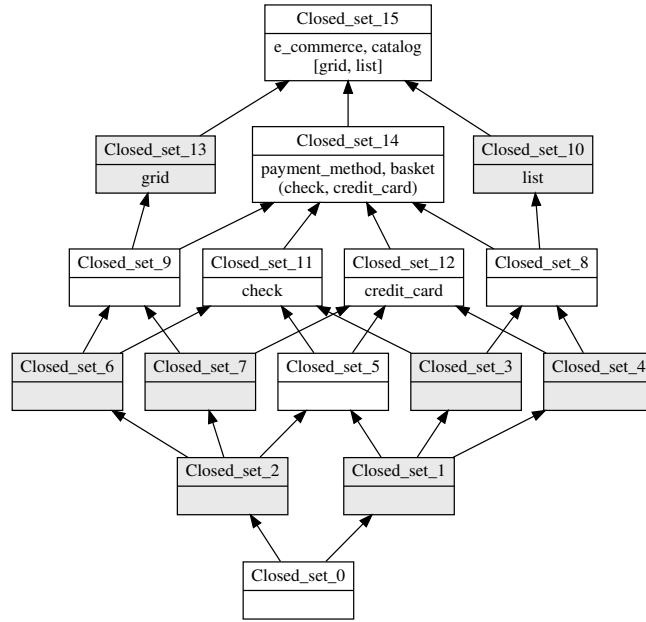 Closed_set_15
e_commerce, catalog
[grid, list]
Closed_set_13
grid
Closed_set_14
payment_method, basket
(check, credit_card)
Closed_set_10
list
Closed_set_9
Closed_set_11
check
Closed_set_12
credit_card
Closed_set_8
Closed_set_6
Closed_set_7
Closed_set_5
Closed_set_3
Closed_set_4
Closed_set_2
Closed_set_1
Closed_set_0